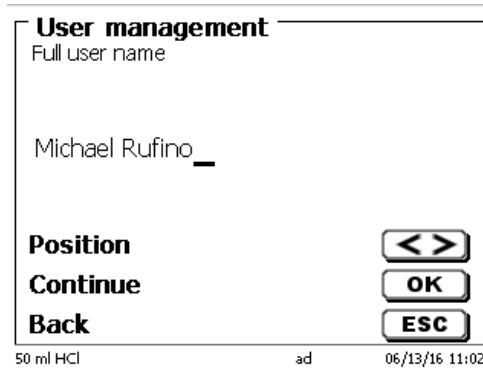 User management
Full user name
Michael Rufino_
Position < >
Continue OK
Back ESC
50 ml HCl ad 06/13/16 11:02